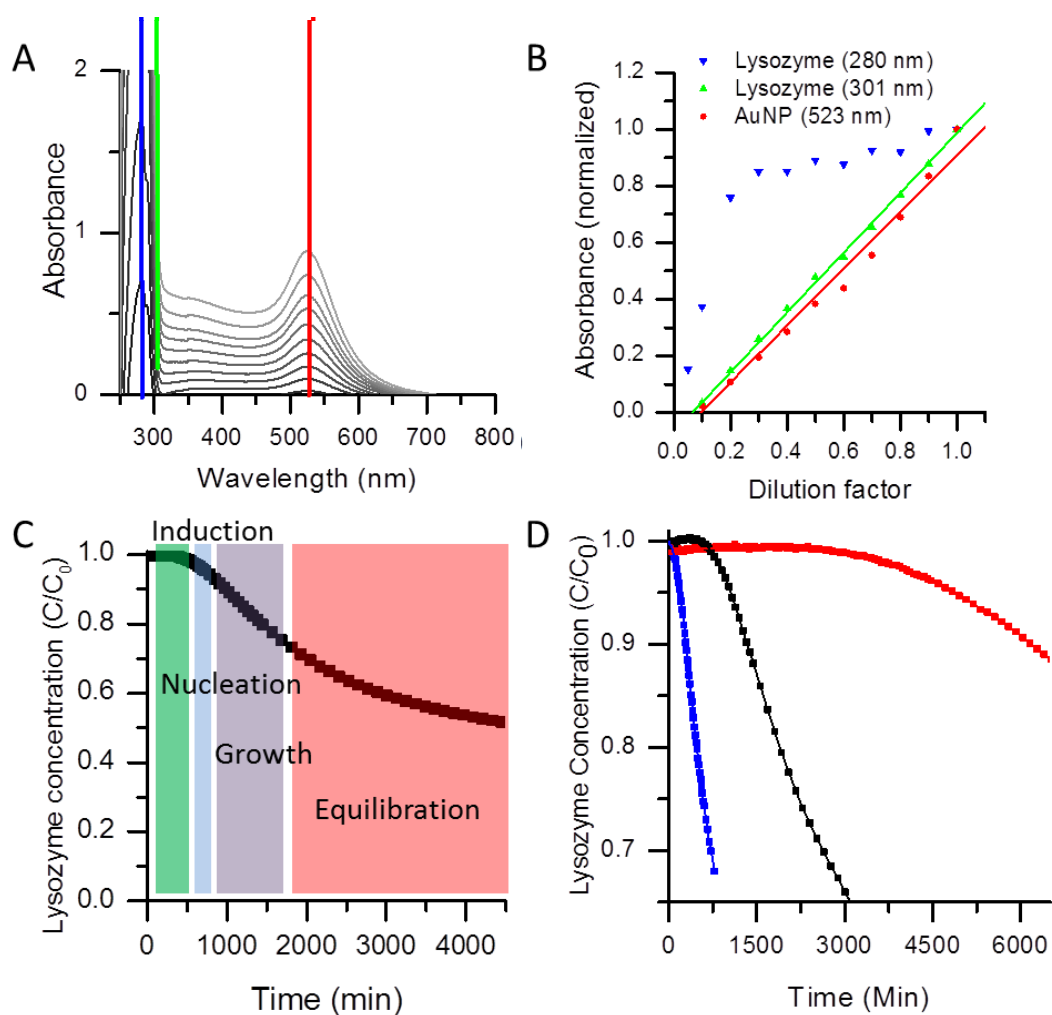 A
Absorbance
2
1
0
300 400 500 600 700 800
Wavelength (nm)
B
Lysozyme (280 nm)
Lysozyme (301 nm)
AuNP (523 nm)
Absorbance (normalized)
1.2
1.0
0.8
0.6
0.4
0.2
0.0
0.0 0.2 0.4 0.6 0.8 1.0
Dilution factor
C
Induction
Lysozyme concentration (C/C0)
1.0
0.8
0.6
0.4
0.2
0.0
Nucleation
Growth
Equilibration
0 1000 2000 3000 4000
Time (min)
D
Lysozyme Concentration (C/C0)
1.0
0.9
0.8
0.7
0 1500 3000 4500 6000
Time (Min)